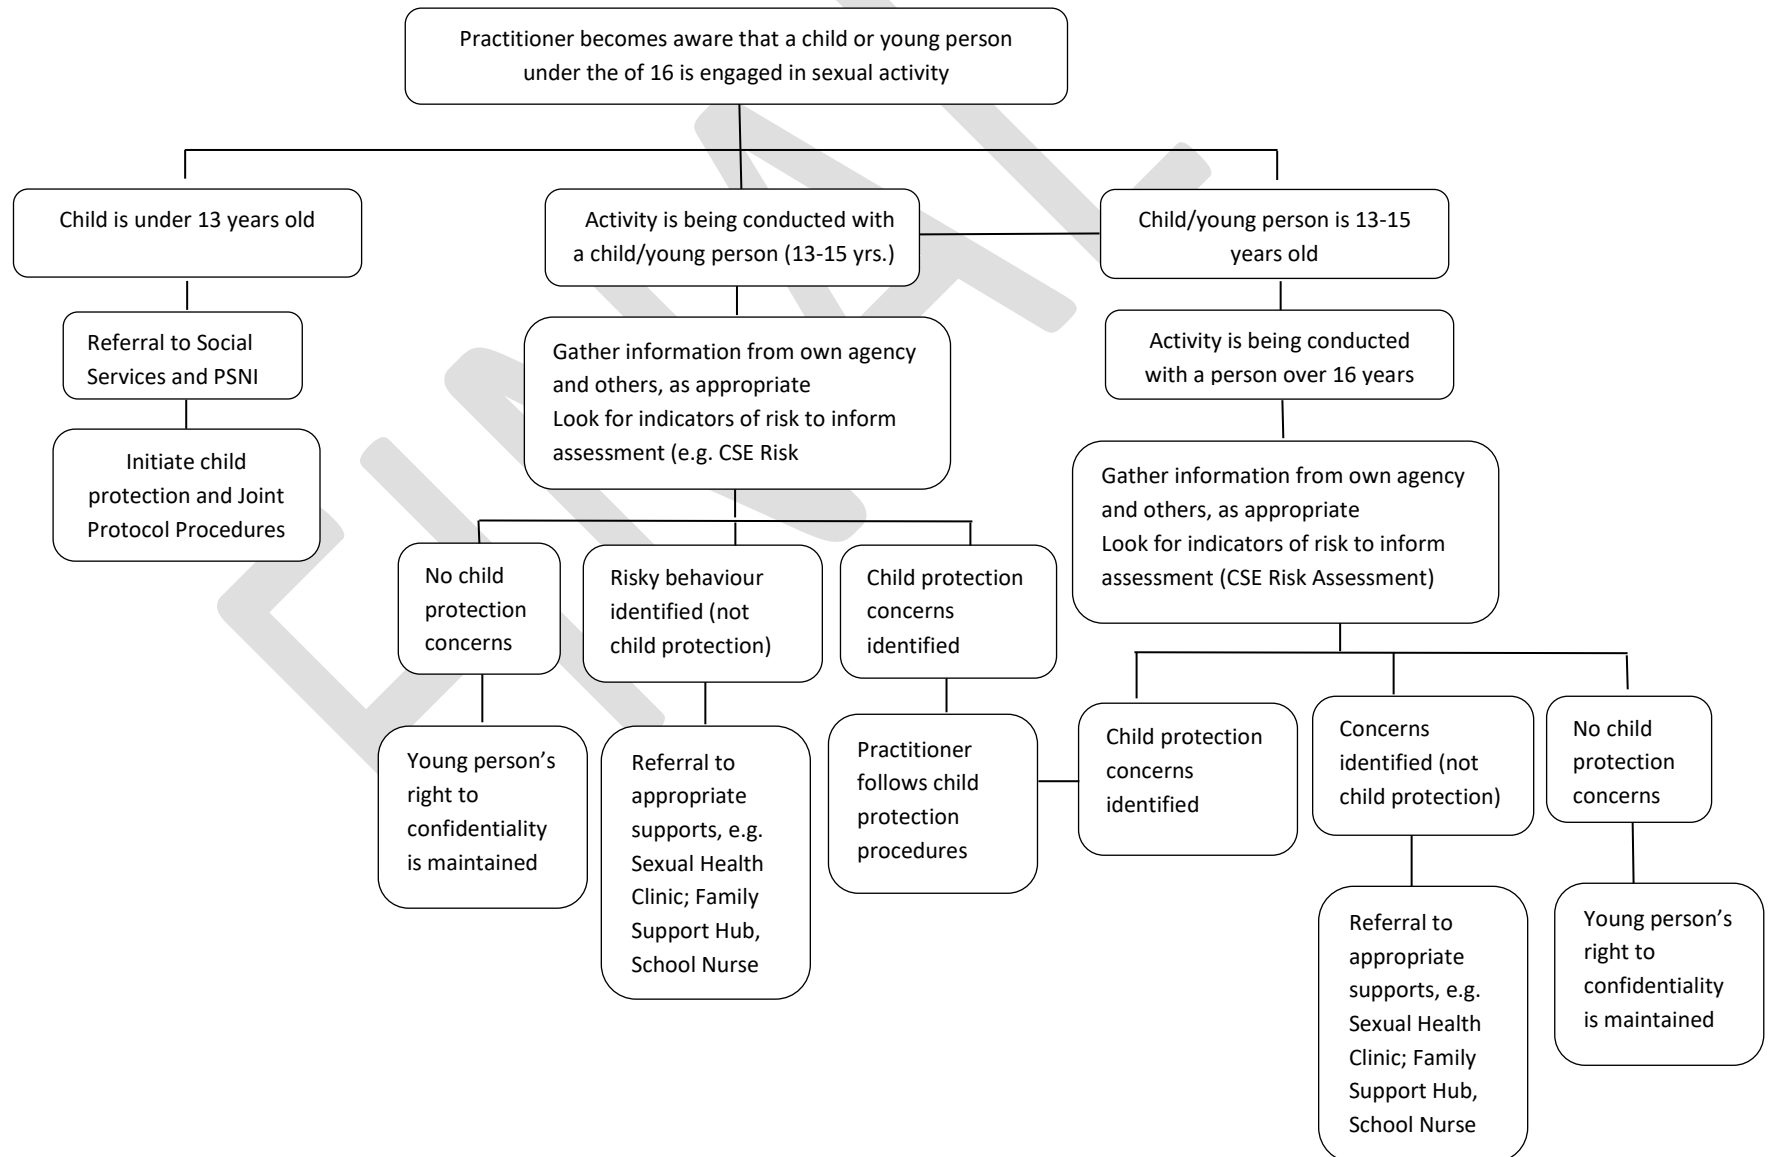 Practitioner becomes aware that a child or young person
under the of 16 is engaged in sexual activity
Child is under 13 years old
Referral to Social
Services and PSNI
Initiate child
protection and Joint
Protocol Procedures
Activity is being conducted with
a child/young person (13-15 yrs.)
Gather information from own agency
and others, as appropriate
Look for indicators of risk to inform
assessment (e.g. CSE Risk
No child
protection
concerns
Young person’s
right to
confidentiality
is maintained
Risky behaviour
identified (not
child protection)
Referral to
appropriate
supports, e.g.
Sexual Health
Clinic; Family
Support Hub,
School Nurse
Child protection
concerns
identified
Practitioner
follows child
protection
procedures
Child/young person is 13-15
years old
Activity is being conducted
with a person over 16 years
Gather information from own agency
and others, as appropriate
Look for indicators of risk to inform
assessment (CSE Risk Assessment)
Child protection
concerns
identified
Concerns
identified (not
child protection)
Referral to
appropriate
supports, e.g.
Sexual Health
Clinic; Family
Support Hub,
School Nurse
No child
protection
concerns
Young person’s
right to
confidentiality
is maintained
FINAL